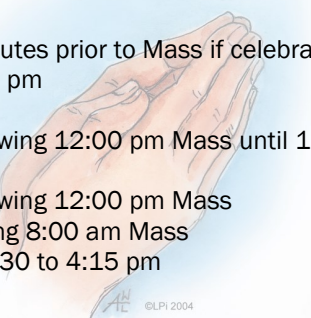 utes prior to Mass if celebra
pm
wing 12:00 pm Mass until 1
wing 12:00 pm Mass
ng 8:00 am Mass
30 to 4:15 pm
©LPi 2004